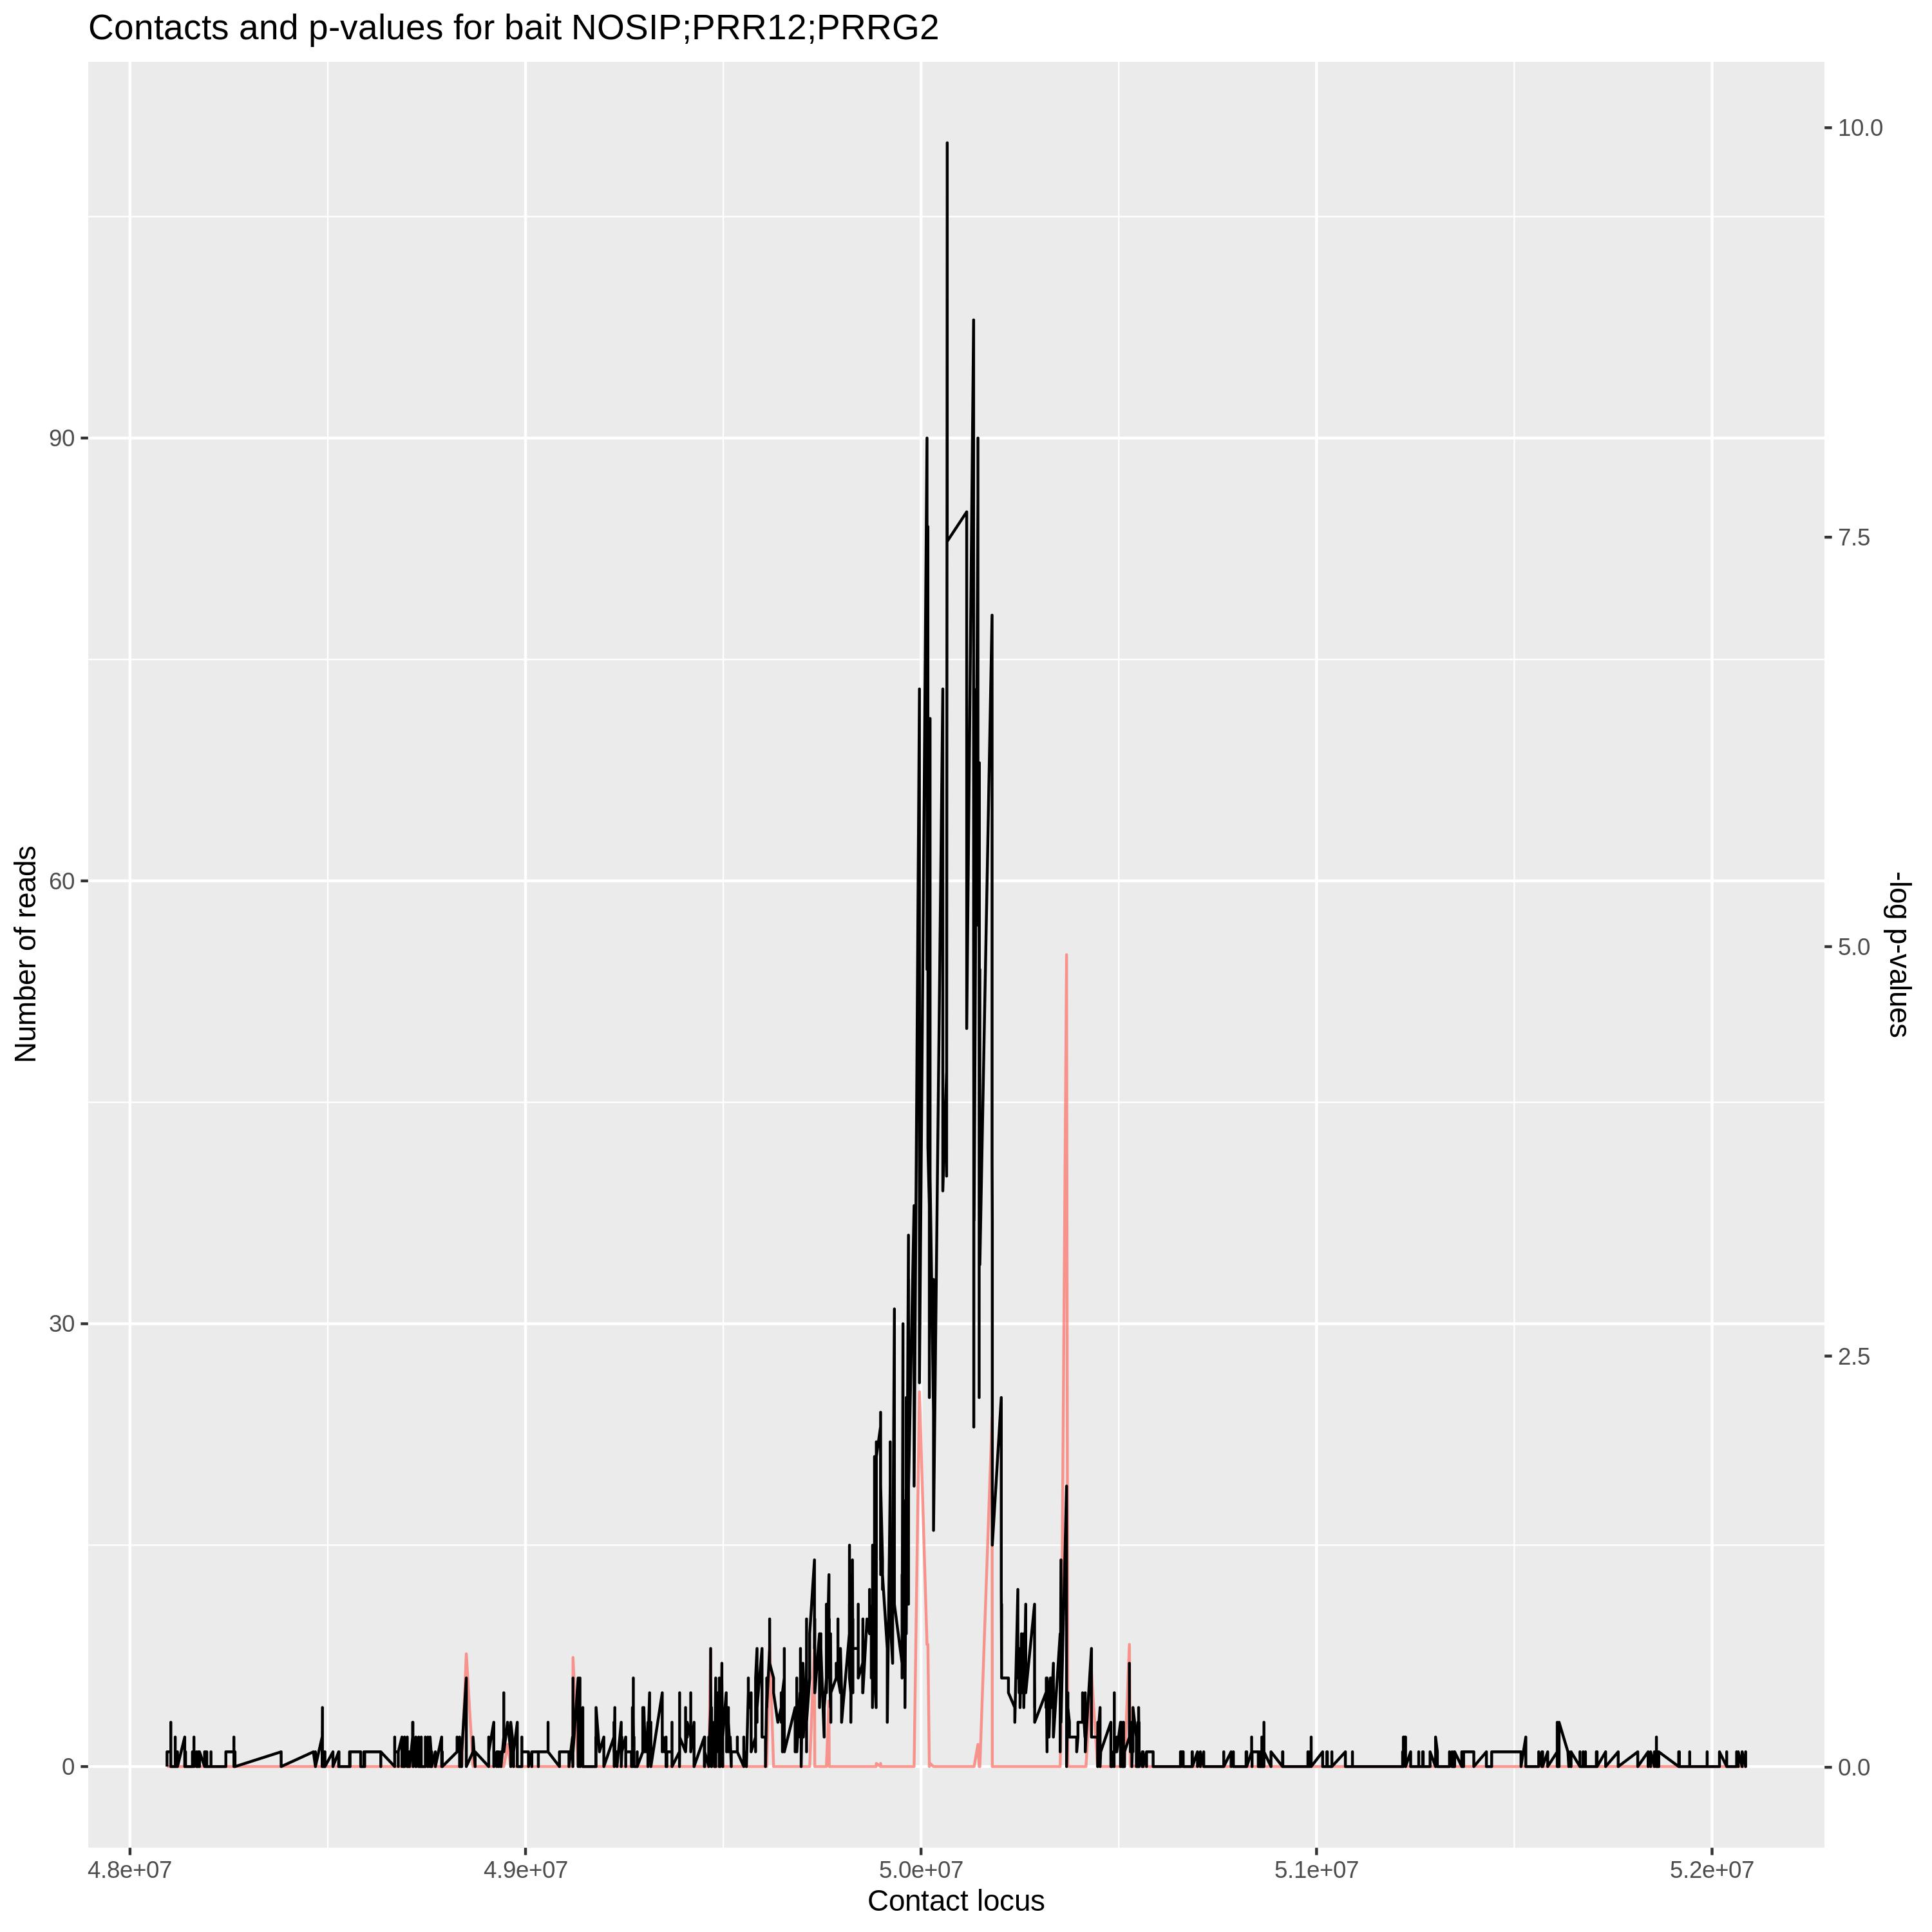 Contacts and p-values for bait NOSIP;PRR12;PRRG2
10.0
90
7.5
Number of reads
60
-log p-values
5.0
30
2.5
0
0.0
4.8e+07
4.9e+07
5.0e+07
5.1e+07
5.2e+07
Contact locus